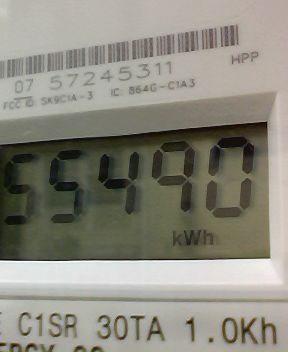 07 57245311
HPP
FCC ID: SK9C1A-3 IC: 864G-C1A3
55490
kWh
C1SR 30TA 1.0Kh